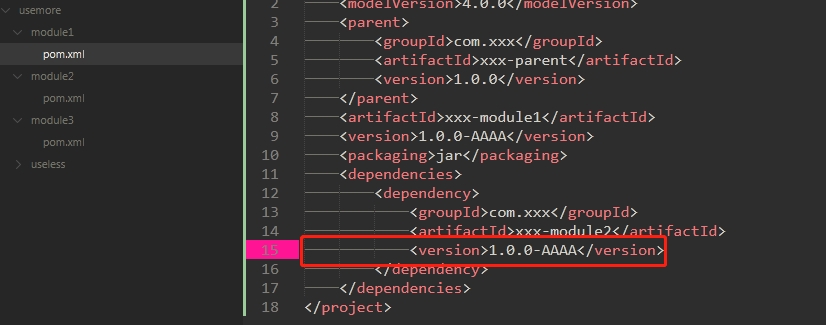 usemore
module1
pom.xml
module2
pom.xml
module3
pom.xml
useless
2 <modelVersion>4.0.0</modelVersion>
3 <parent>
4 <groupId>com.xxx</groupId>
5 <artifactId>xxx-parent</artifactId>
6 <version>1.0.0</version>
7 </parent>
8 <artifactId>xxx-module1</artifactId>
9 <version>1.0.0-AAAA</version>
10 <packaging>jar</packaging>
11 <dependencies>
12 <dependency>
13 <groupId>com.xxx</groupId>
14 <artifactId>xxx-module2</artifactId>
15 <version>1.0.0-AAAA</version>
16 </dependency>
17 </dependencies>
18 </project>